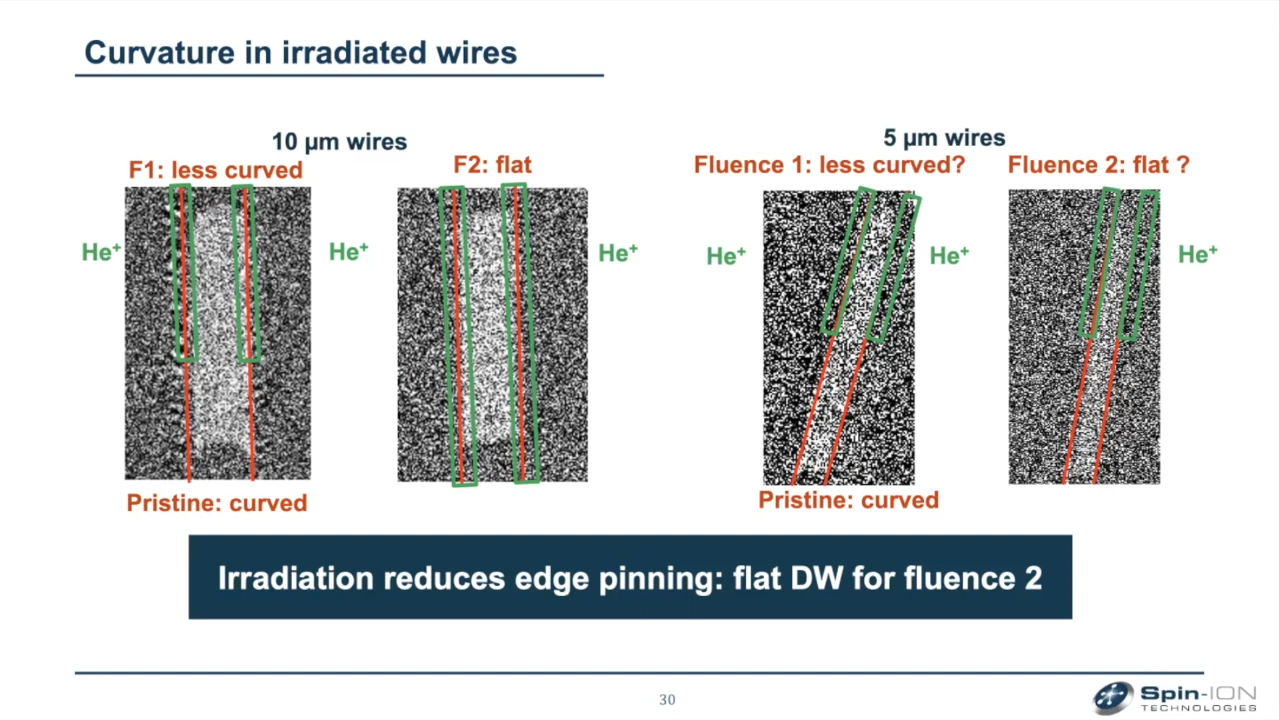 Curvature in irradiated wires
10 µm wires
F1: less curved
F2: flat
He⁺
He⁺
He⁺
Pristine: curved
5 µm wires
Fluence 1: less curved?
Fluence 2: flat ?
He⁺
He⁺
He⁺
Pristine: curved
Irradiation reduces edge pinning: flat DW for fluence 2
30
Spin-ION
TECHNOLOGIES